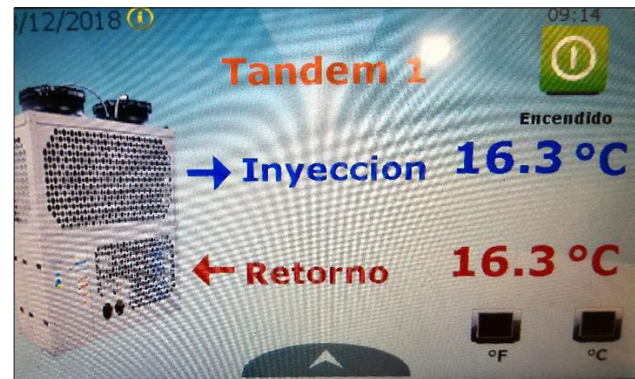 /12/2018
09:14
Tandem 1
Encendido
Inyeccion 16.3 °C
Retorno 16.3 °C
°F °C